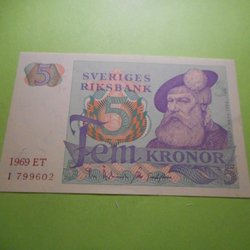 5
SVERIGES
RIKSBANK
5
1969 ET
I 799602
Fem KRONOR
5